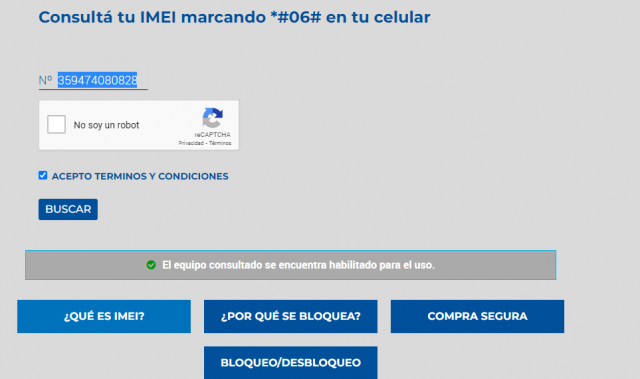 Consultá tu IMEI marcando *#06# en tu celular
Nº 359474080828
No soy un robot
reCAPTCHA
Privacidad • Términos
ACEPTO TERMINOS Y CONDICIONES
BUSCAR
El equipo consultado se encuentra habilitado para el uso.
¿QUÉ ES IMEI?
¿POR QUÉ SE BLOQUEA?
COMPRA SEGURA
BLOQUEO/DESBLOQUEO